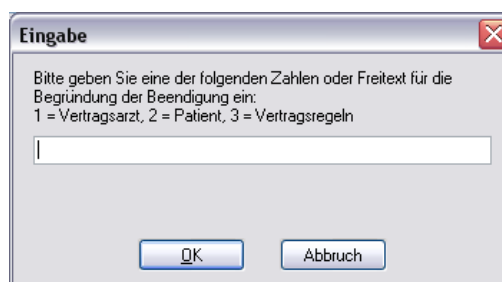 Eingabe
Bitte geben Sie eine der folgenden Zahlen oder Freitext für die
Begründung der Beendigung ein:
1 = Vertragsarzt, 2 = Patient, 3 = Vertragsregeln
OK
Abbruch